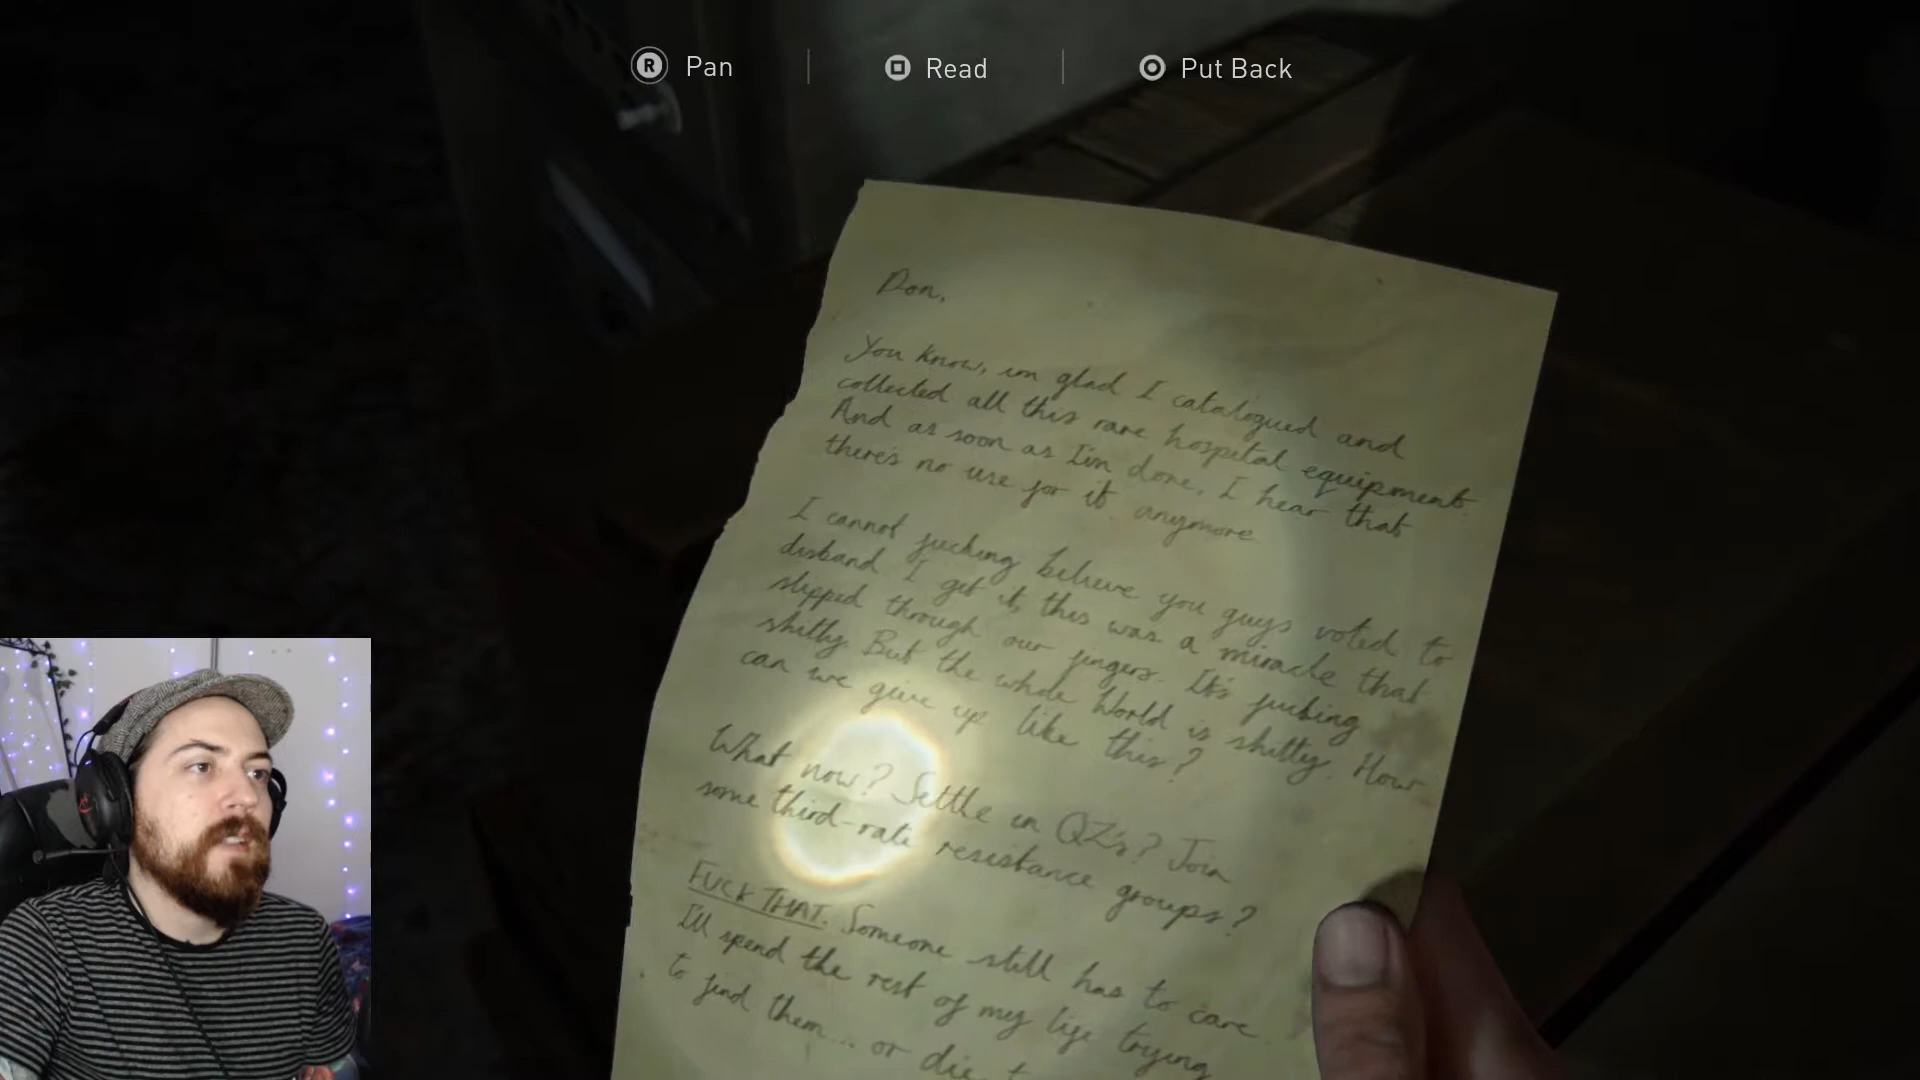 R Pan Read Put Back
Don,
You know, im glad I catalogued and
collected all this rare hospital equipment.
And as soon as I'm done, I hear that
there's no use for it anymore
I cannot fucking believe you guys voted to
disband I get it, this was a miracle that
slipped through our fingers. It's fucking
shitty. But the whole World is shitty. How
can we give up like this?
What now? Settle in QZ's? Join
some third-rate resistance groups?
FUCK THAT. Someone still has to care.
I'll spend the rest of my life trying
to find them... or die